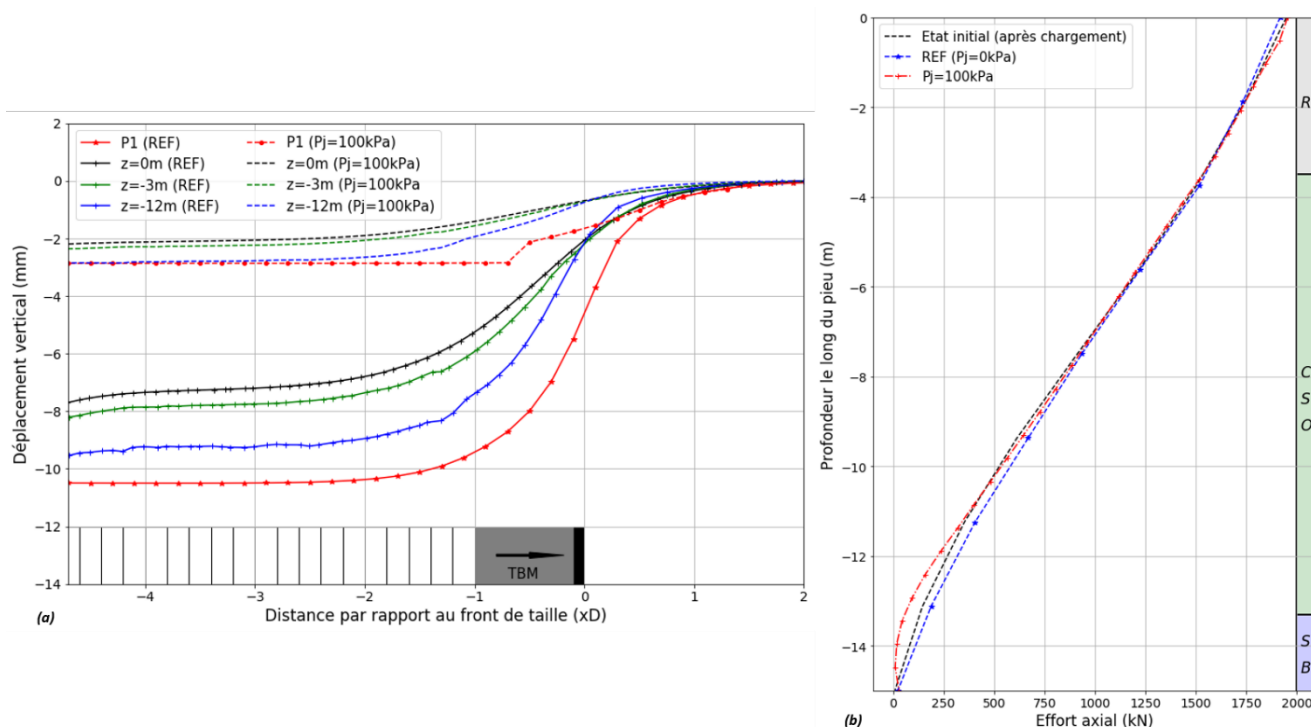 P1 (REF)
z=0m (REF)
z=-3m (REF)
z=-12m (REF)
P1 (Pj=100kPa)
z=0m (Pj=100kPa)
z=-3m (Pj=100kPa
z=-12m (Pj=100kPa)
Déplacement vertical (mm)
2
0
−2
−4
−6
−8
−10
−12
−14
TBM
−4
−3
−2
−1
0
1
2
Distance par rapport au front de taille (xD)
(a)
Etat initial (après chargement)
REF (Pj=0kPa)
Pj=100kPa
Profondeur le long du pieu (m)
0
−2
−4
−6
−8
−10
−12
−14
R
C
S
O
S
B
0
250
500
750
1000
1250
1500
1750
2000
Effort axial (kN)
(b)